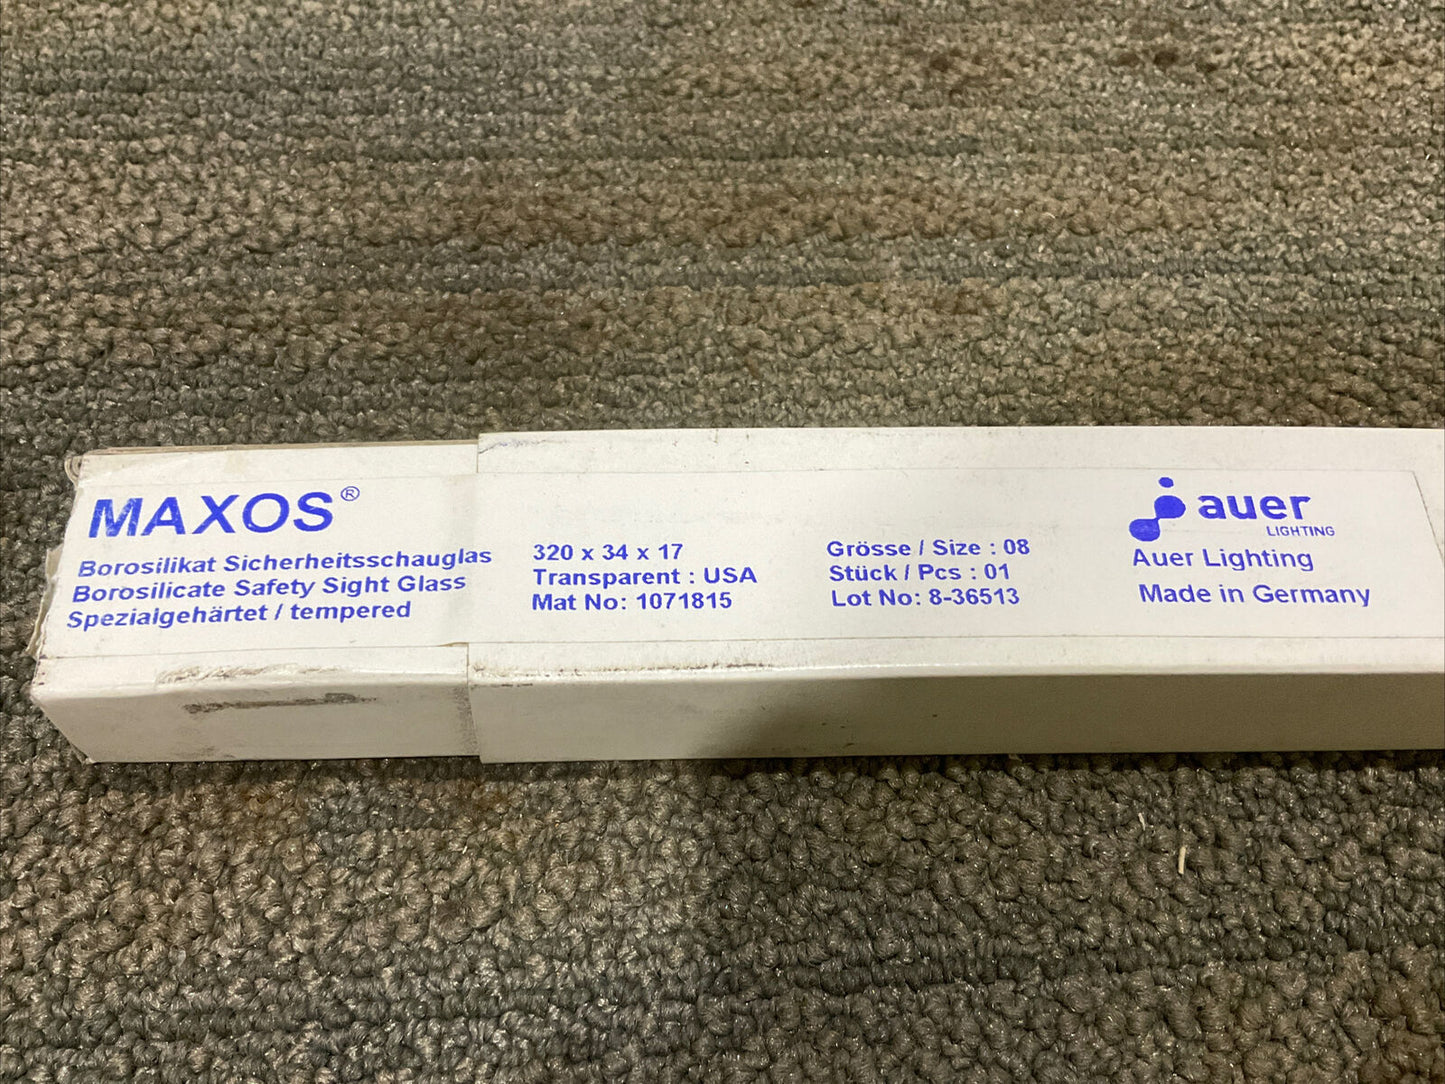 MAXOS®
Borosilikat Sicherheitsschauglas
Borosilicate Safety Sight Glass
Spezialgehärtet / tempered
320 x 34 x 17
Transparent : USA
Mat No: 1071815
Grösse / Size : 08
Stück / Pcs : 01
Lot No: 8-36513
auer
LIGHTING
Auer Lighting
Made in Germany